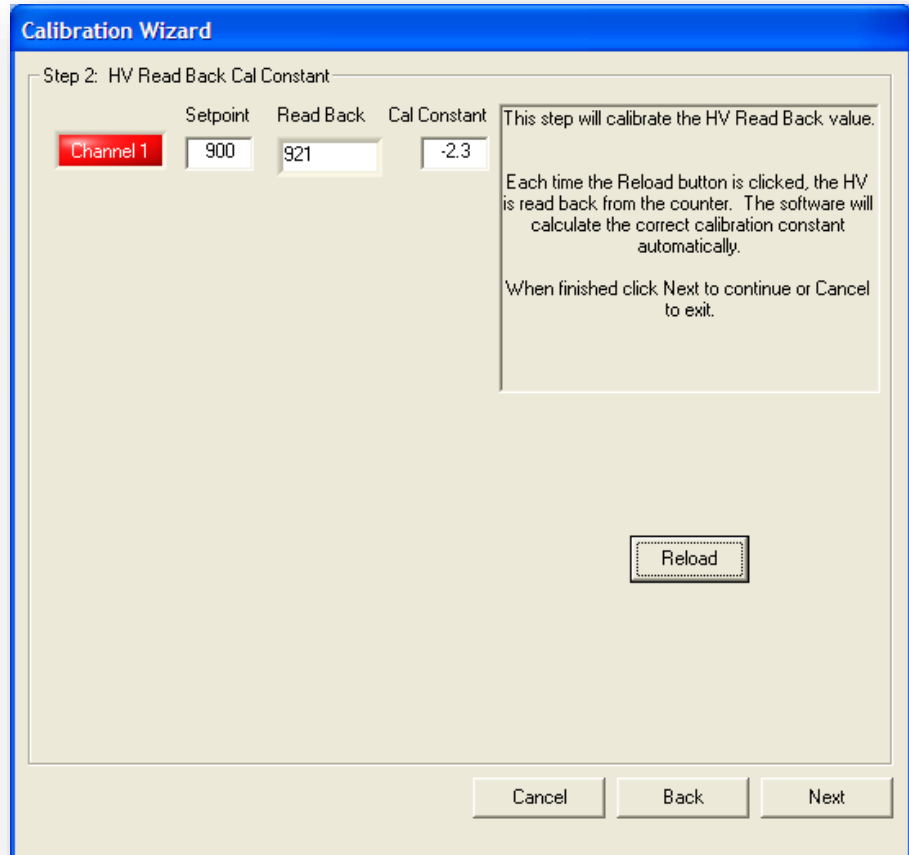 Calibration Wizard
Step 2: HV Read Back Cal Constant
Setpoint Read Back Cal Constant
Channel 1 900 921 -2.3
This step will calibrate the HV Read Back value.
Each time the Reload button is clicked, the HV
is read back from the counter. The software will
calculate the correct calibration constant
automatically.
When finished click Next to continue or Cancel
to exit.
Reload
Cancel Back Next